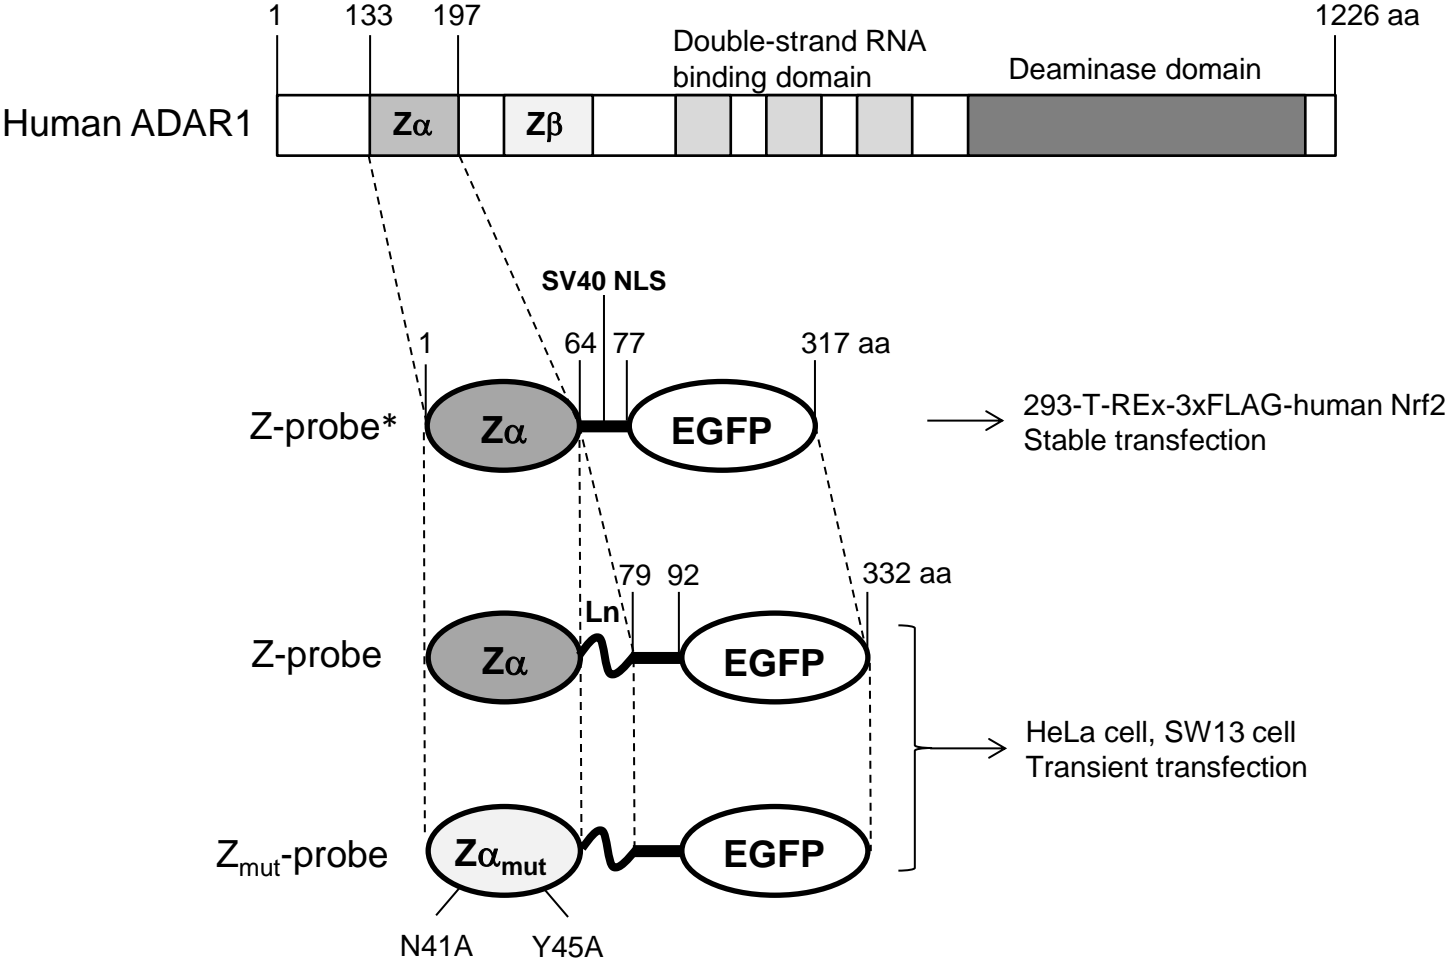 1 133 197 1226 aa
Double-strand RNA
binding domain
Deaminase domain
Human ADAR1 Zα Zβ
SV40 NLS
1 64 77 317 aa
Z-probe* Zα EGFP
293-T-REx-3xFLAG-human Nrf2
Stable transfection
79 92 332 aa
Ln
Z-probe Zα EGFP
HeLa cell, SW13 cell
Transient transfection
Zmut-probe Zαmut EGFP
N41A Y45A